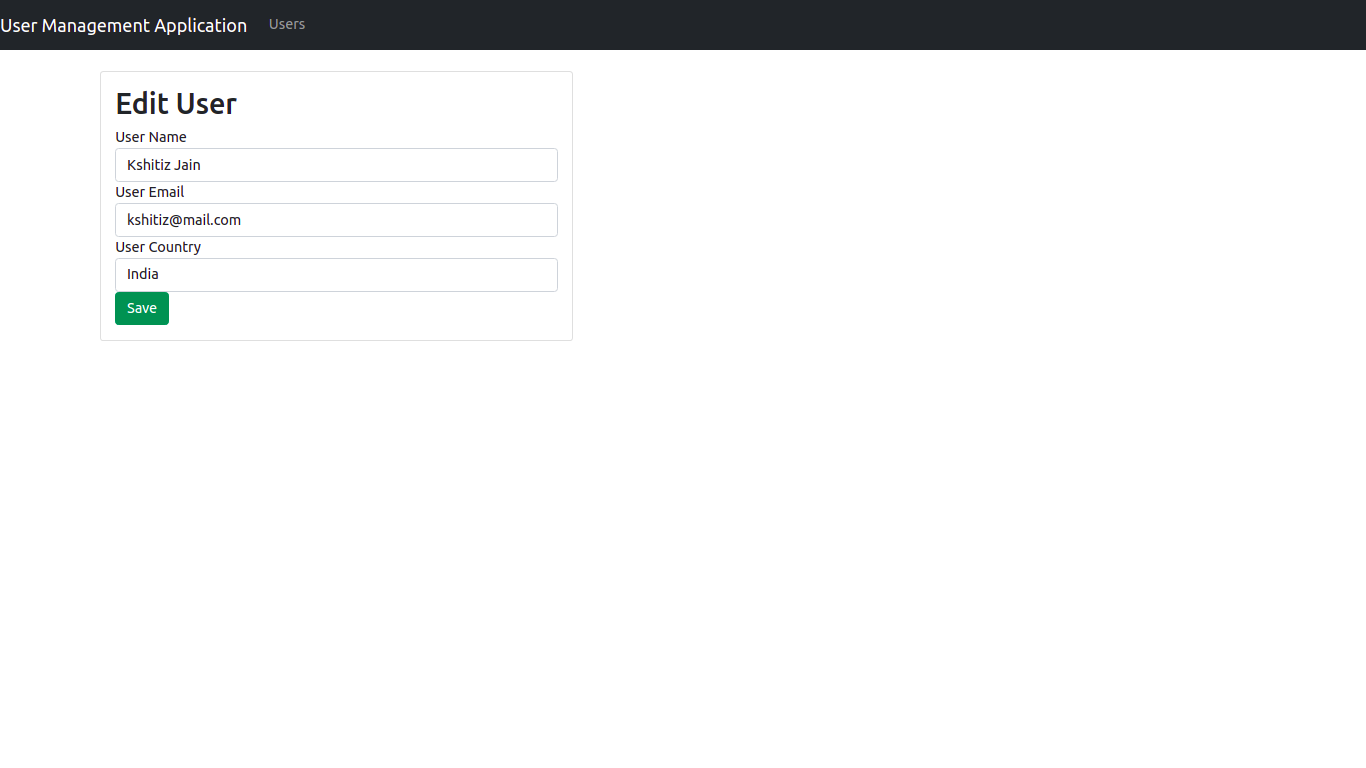 User Management Application Users
Edit User
User Name
Kshitiz Jain
User Email
kshitiz@mail.com
User Country
India
Save